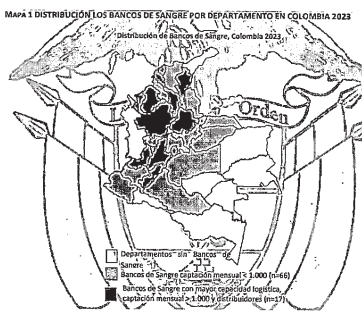 MAPA 1 DISTRIBUCIÓN LOS BANCOS DE SANGRE POR DEPARTAMENTO EN COLOMBIA 2023
Distribución de Bancos de Sangre, Colombia 2023
Orden
Departamentos sin Bancos de
Sangre
Bancos de Sangre captación mensual < 1.000 (n=66)
Bancos de Sangre con mayor capacidad logística,
captación mensual > 1.000 y distribuidores (n=17)